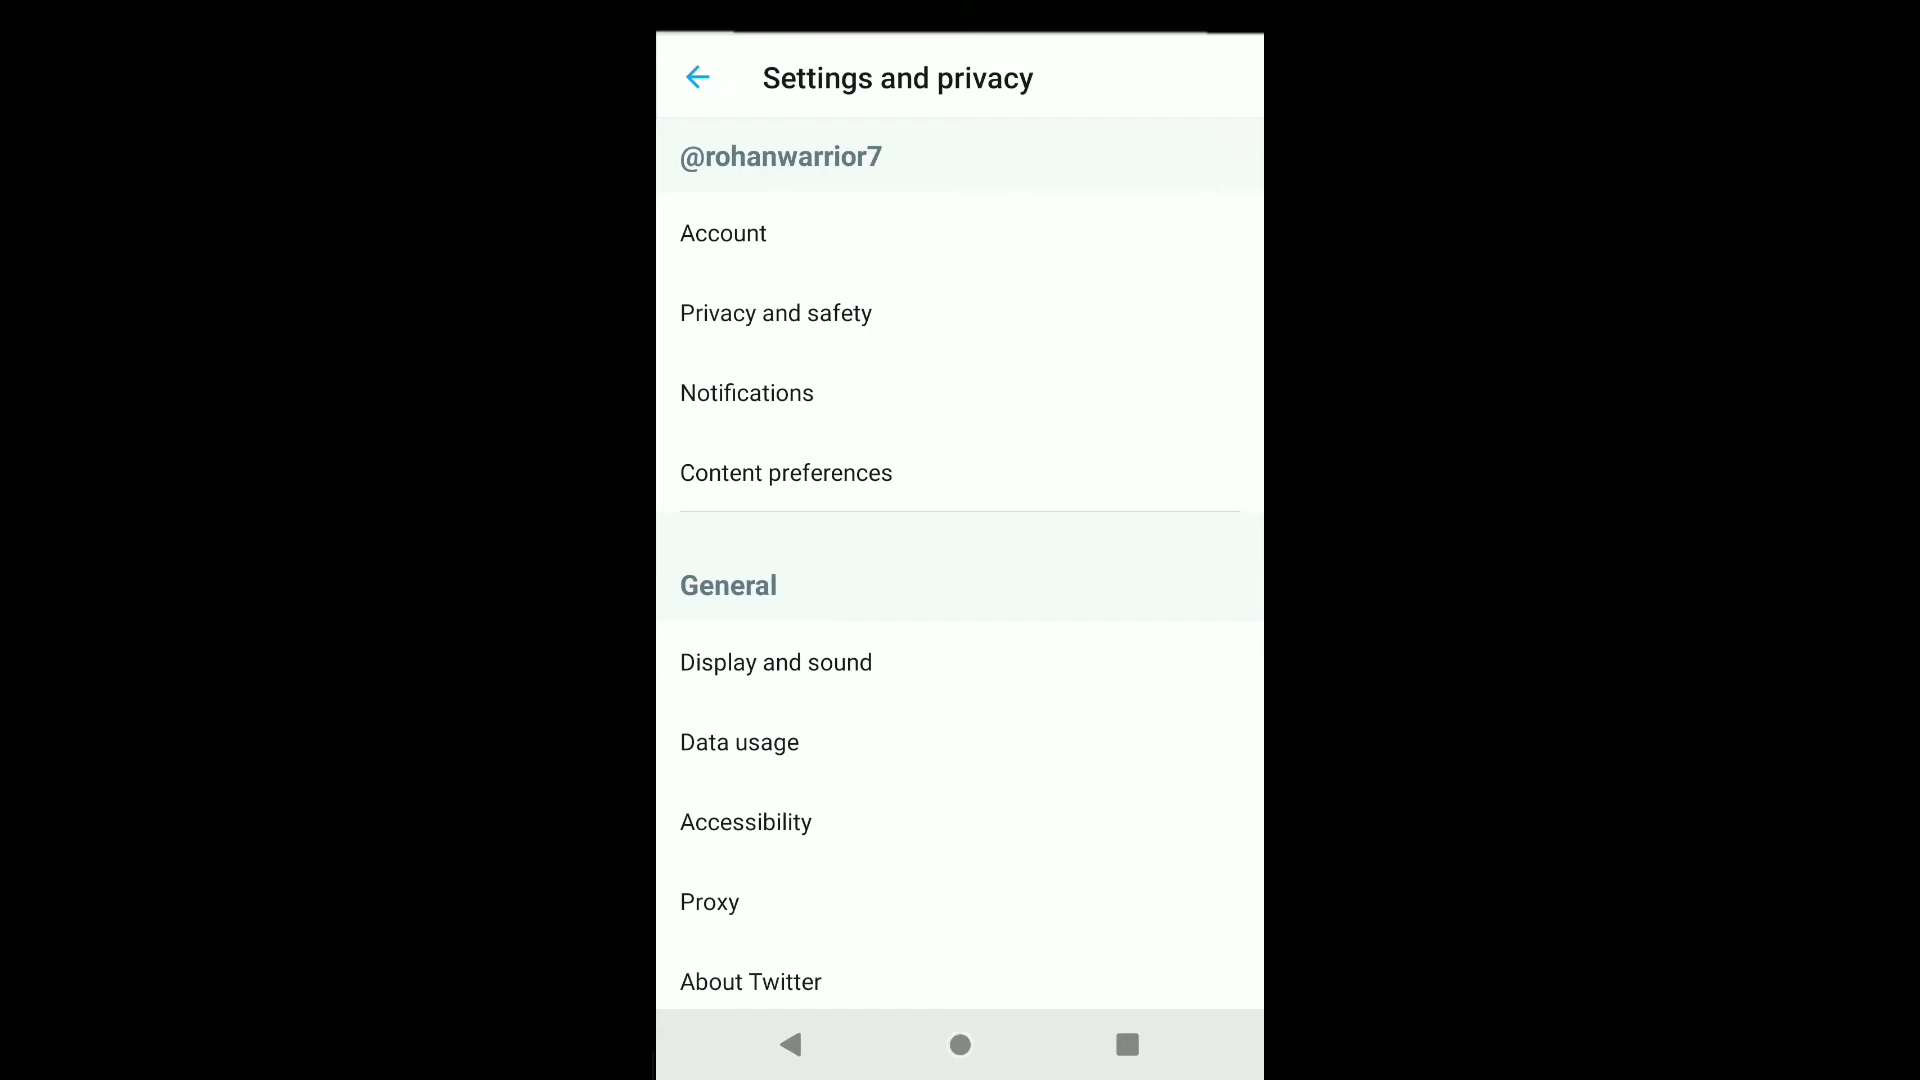 Settings and privacy
@rohanwarrior7
Account
Privacy and safety
Notifications
Content preferences
General
Display and sound
Data usage
Accessibility
Proxy
About Twitter